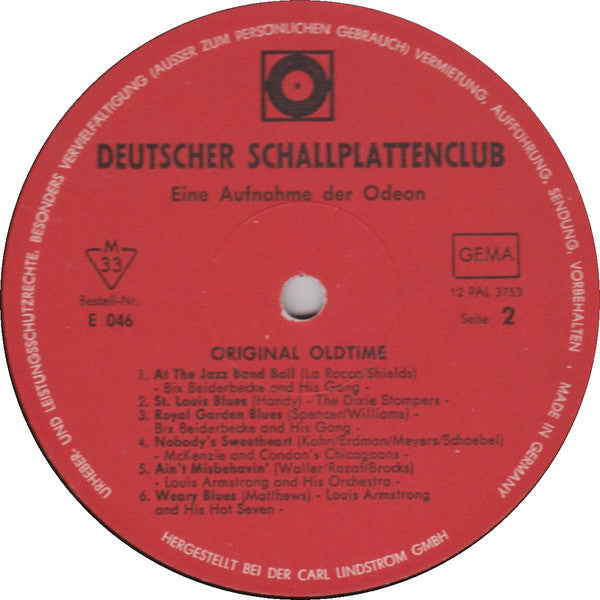 URHEBER- UND LEISTUNGSSCHUTZRECHTE, BESONDERS VERVIELFÄLTIGUNG (AUSSER ZUM PERSÖNLICHEN GEBRAUCH) VERMIETUNG, AUFFÜHRUNG, SENDUNG, VORBEHALTEN · MADE IN GERMANY
DEUTSCHER SCHALLPLATTENCLUB
Eine Aufnahme der Odeon
M
33
GEMA
Bestell-Nr.
E 046
12 PAL 3753
Seite 2
ORIGINAL OLDTIME
1. At The Jazz Band Ball (La Rocca/Shields)
- Bix Beiderbecke and His Gang -
2. St. Louis Blues (Handy) - The Dixie Stompers -
3. Royal Garden Blues (Spencer/Williams) -
Bix Beiderbecke and His Gang -
4. Nobody's Sweetheart (Kahn/Erdman/Meyers/Schoebel)
- McKenzie and Condon's Chicagoans -
5. Ain't Misbehavin' (Waller/Razaf/Brooks)
- Louis Armstrong and His Orchestra -
6. Weary Blues (Matthews) - Louis Armstrong
and His Hot Seven -
HERGESTELLT BEI DER CARL LINDSTRÖM GMBH